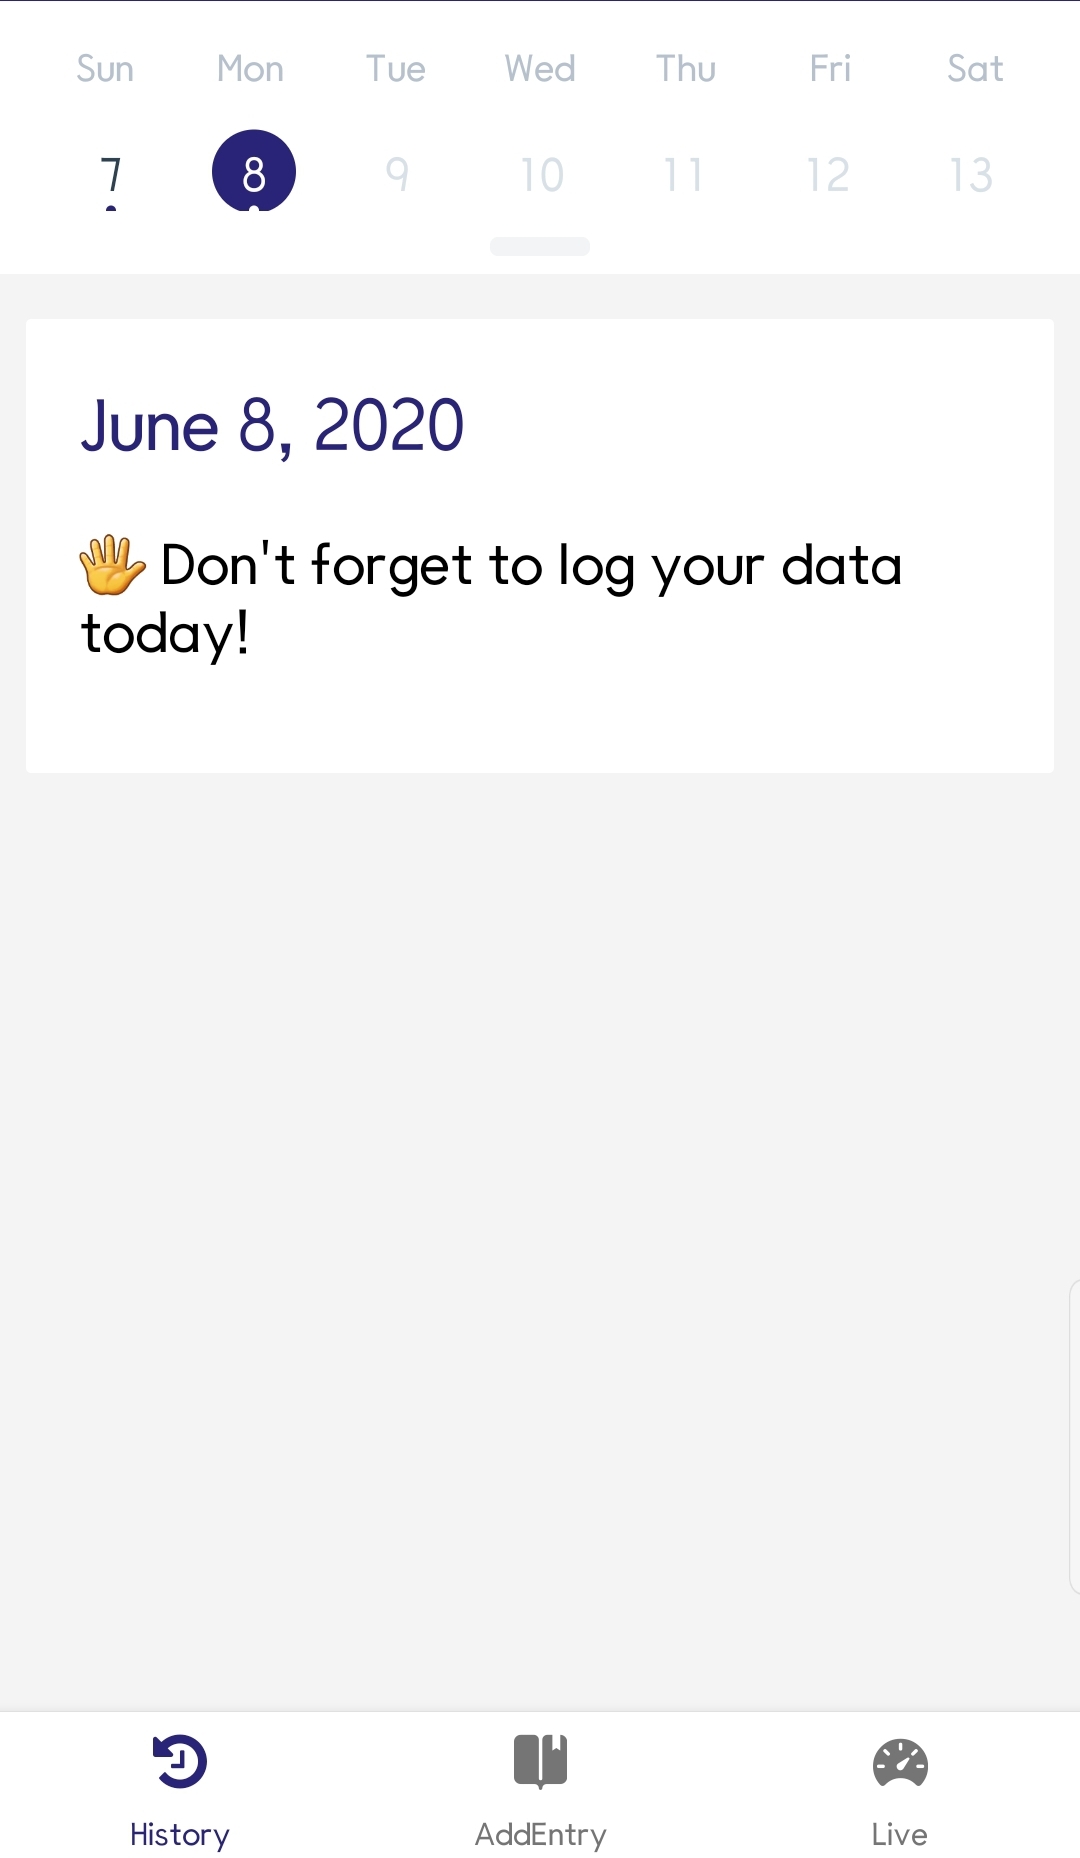 Sun Mon Tue Wed Thu Fri Sat
7 8 9 10 11 12 13
June 8, 2020
🖐 Don't forget to log your data
today!
History AddEntry Live